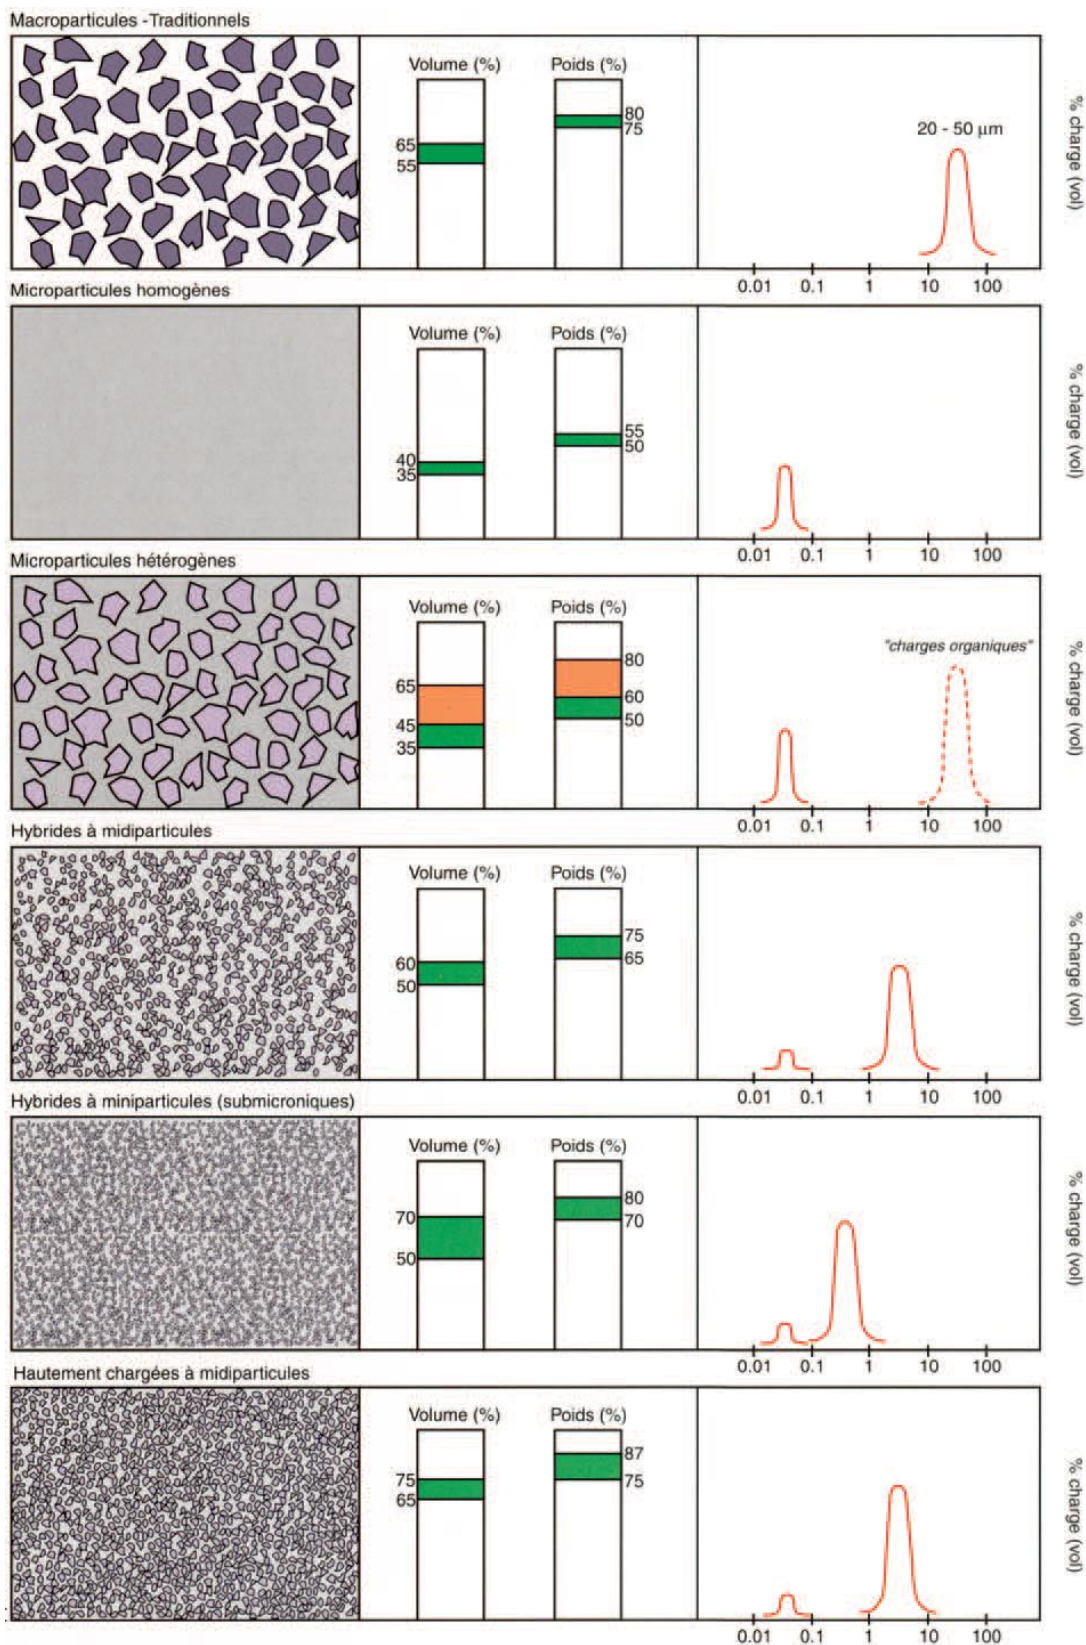 Macroparticules -Traditionnels
Volume (%) Poids (%)
80
75
65
55
20 - 50 µm
% charge (vol)
0.01 0.1 1 10 100
Microparticules homogènes
Volume (%) Poids (%)
55
50
40
35
% charge (vol)
0.01 0.1 1 10 100
Microparticules hétérogènes
Volume (%) Poids (%)
"charges organiques"
80
65
60
50
45
35
% charge (vol)
0.01 0.1 1 10 100
Hybrides à midiparticules
Volume (%) Poids (%)
75
65
60
50
% charge (vol)
0.01 0.1 1 10 100
Hybrides à miniparticules (submicroniques)
Volume (%) Poids (%)
80
70
70
50
% charge (vol)
0.01 0.1 1 10 100
Hautement chargées à midiparticules
Volume (%) Poids (%)
87
75
75
65
% charge (vol)
0.01 0.1 1 10 100